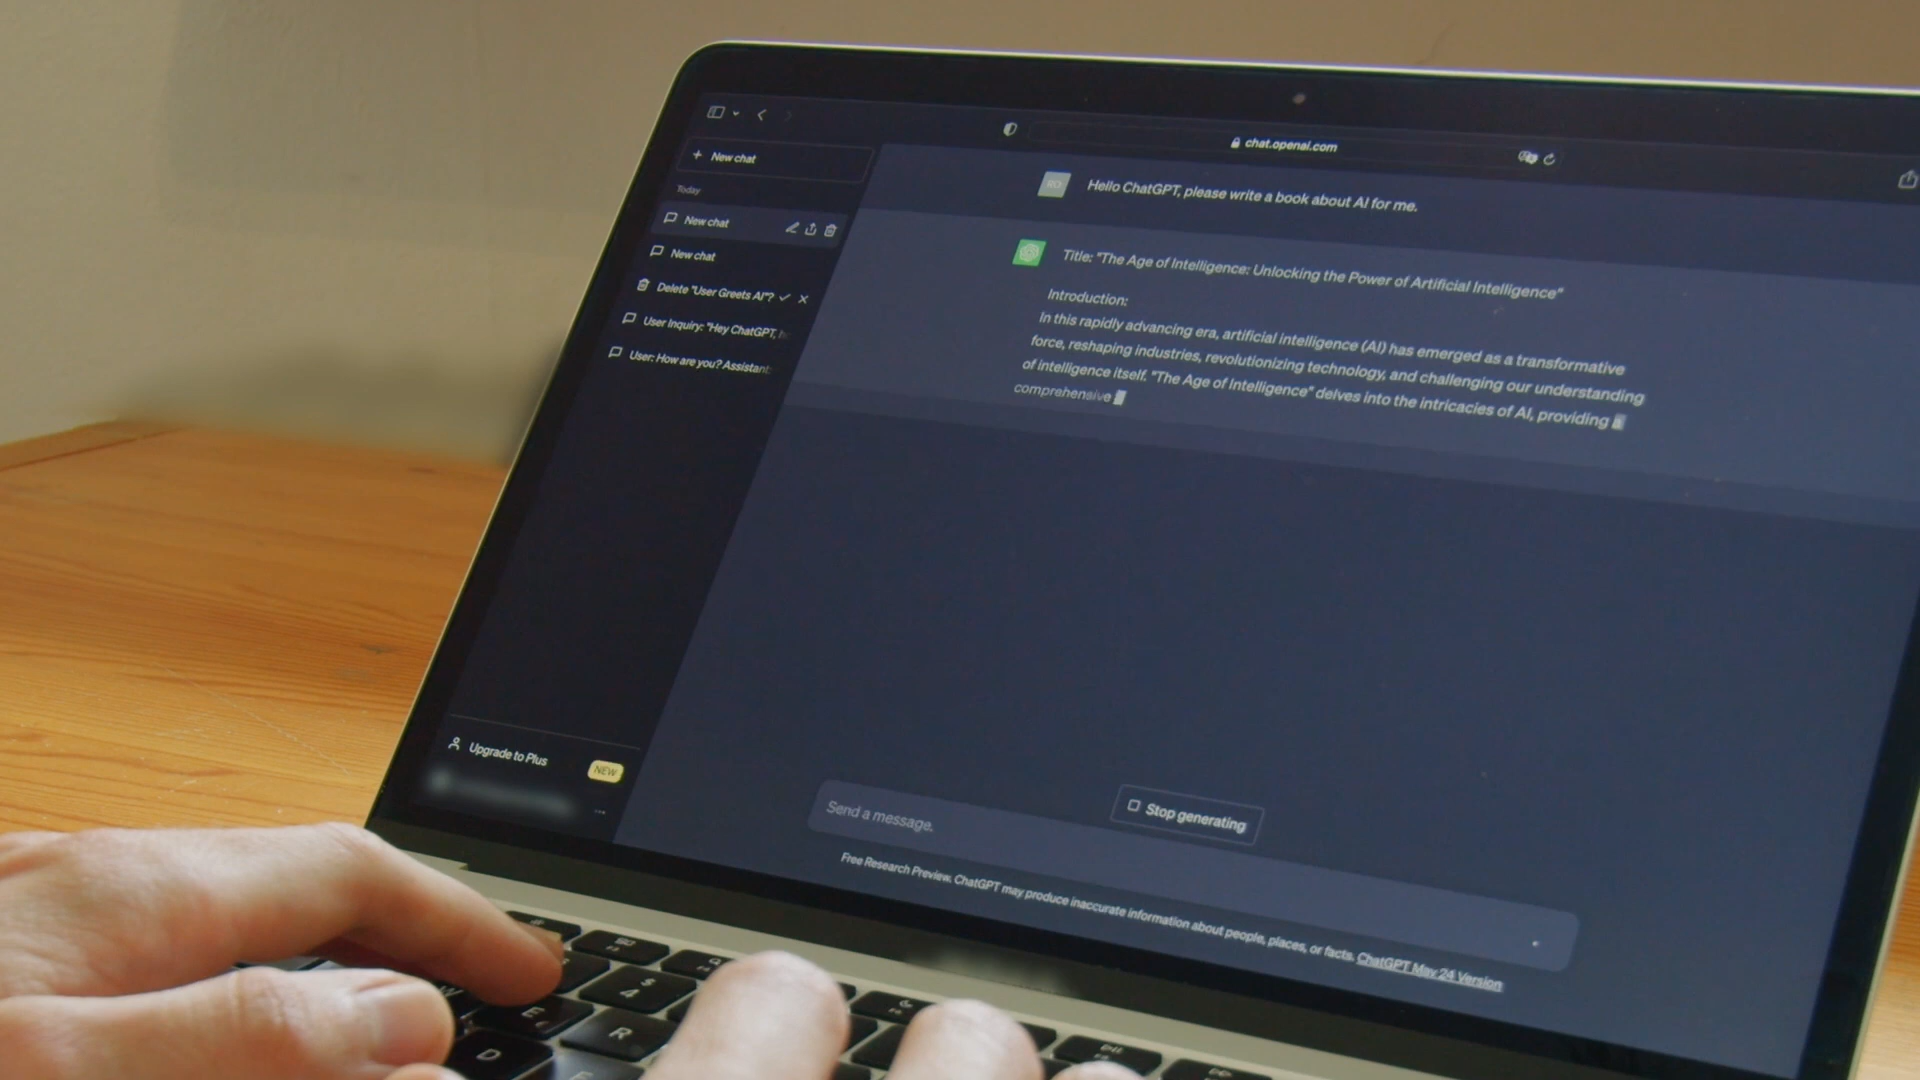 chat.openai.com
+ New chat
Today
New chat
New chat
Delete "User Greets AI"?
User Inquiry: "Hey ChatGPT,
User: How are you? Assistant:
RO
Hello ChatGPT, please write a book about AI for me.
Title: "The Age of Intelligence: Unlocking the Power of Artificial Intelligence"
Introduction:
In this rapidly advancing era, artificial intelligence (AI) has emerged as a transformative
force, reshaping industries, revolutionizing technology, and challenging our understanding
of intelligence itself. "The Age of Intelligence" delves into the intricacies of AI, providing a
comprehensive
Upgrade to Plus
NEW
Stop generating
Send a message.
Free Research Preview. ChatGPT may produce inaccurate information about people, places, or facts. ChatGPT May 24 Version
$
4
E
R
D
F